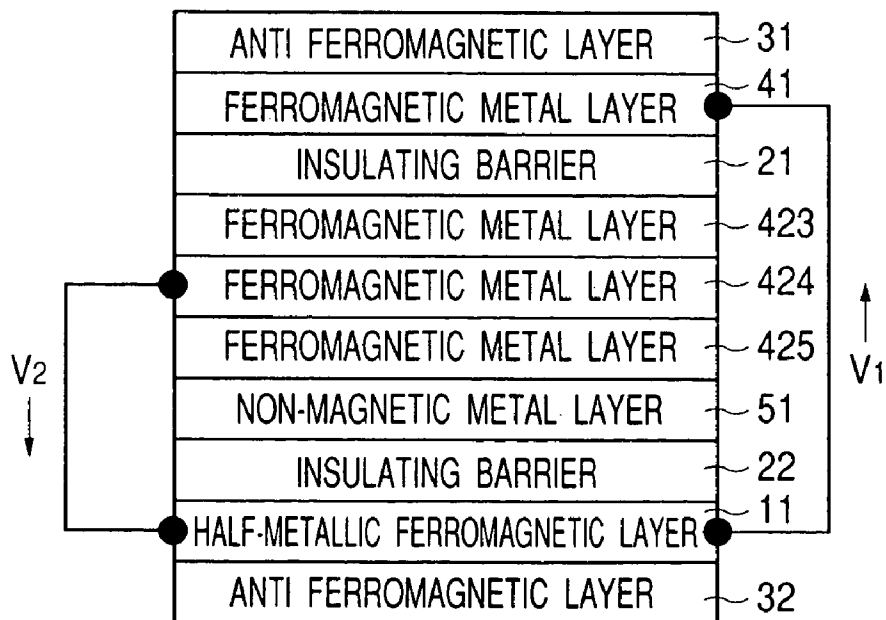 ANTI FERROMAGNETIC LAYER 31
FERROMAGNETIC METAL LAYER 41
INSULATING BARRIER 21
FERROMAGNETIC METAL LAYER 423
FERROMAGNETIC METAL LAYER 424
FERROMAGNETIC METAL LAYER 425
V2
V1
NON-MAGNETIC METAL LAYER 51
INSULATING BARRIER 22
HALF-METALLIC FERROMAGNETIC LAYER 11
ANTI FERROMAGNETIC LAYER 32